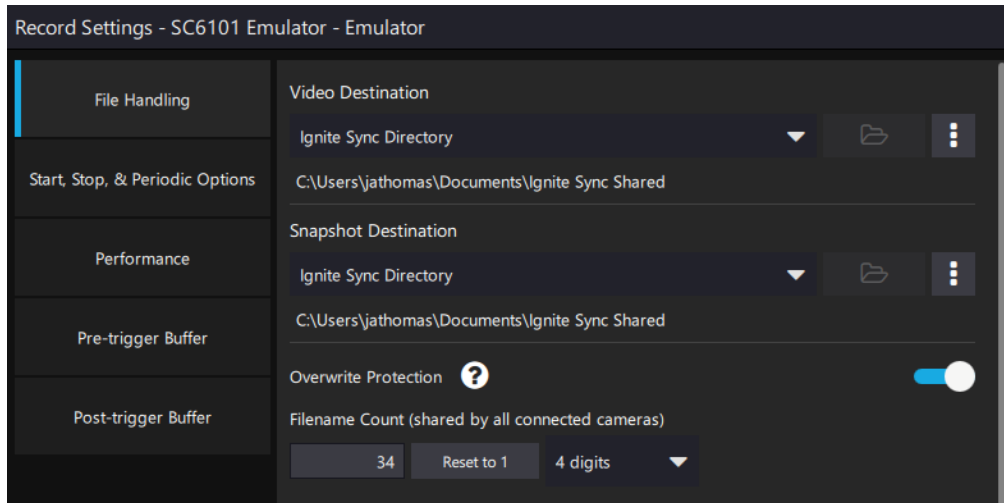 Record Settings - SC6101 Emulator - Emulator
File Handling
Start, Stop, & Periodic Options
Performance
Pre-trigger Buffer
Post-trigger Buffer
Video Destination
Ignite Sync Directory
C:\Users\jathomas\Documents\Ignite Sync Shared
Snapshot Destination
Ignite Sync Directory
C:\Users\jathomas\Documents\Ignite Sync Shared
Overwrite Protection ?
Filename Count (shared by all connected cameras)
34 Reset to 1 4 digits